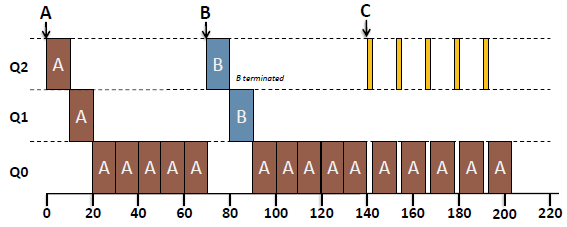 A B C
Q2 A B
B terminated
Q1 A B
Q0 A A A A A A A A A A A A A A A
0 20 40 60 80 100 120 140 160 180 200 220